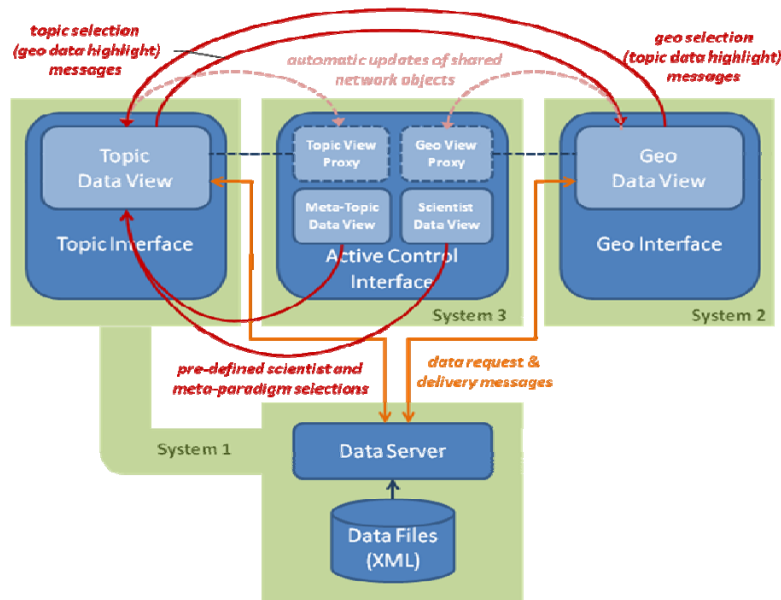 topic selection
(geo data highlight)
messages
automatic updates of shared
network objects
geo selection
(topic data highlight)
messages
Topic
Data View
Topic Interface
Topic View
Proxy
Geo View
Proxy
Meta-Topic
Data View
Scientist
Data View
Active Control
Interface
System 3
Geo
Data View
Geo Interface
System 2
pre-defined scientist and
meta-paradigm selections
data request &
delivery messages
System 1
Data Server
Data Files
(XML)